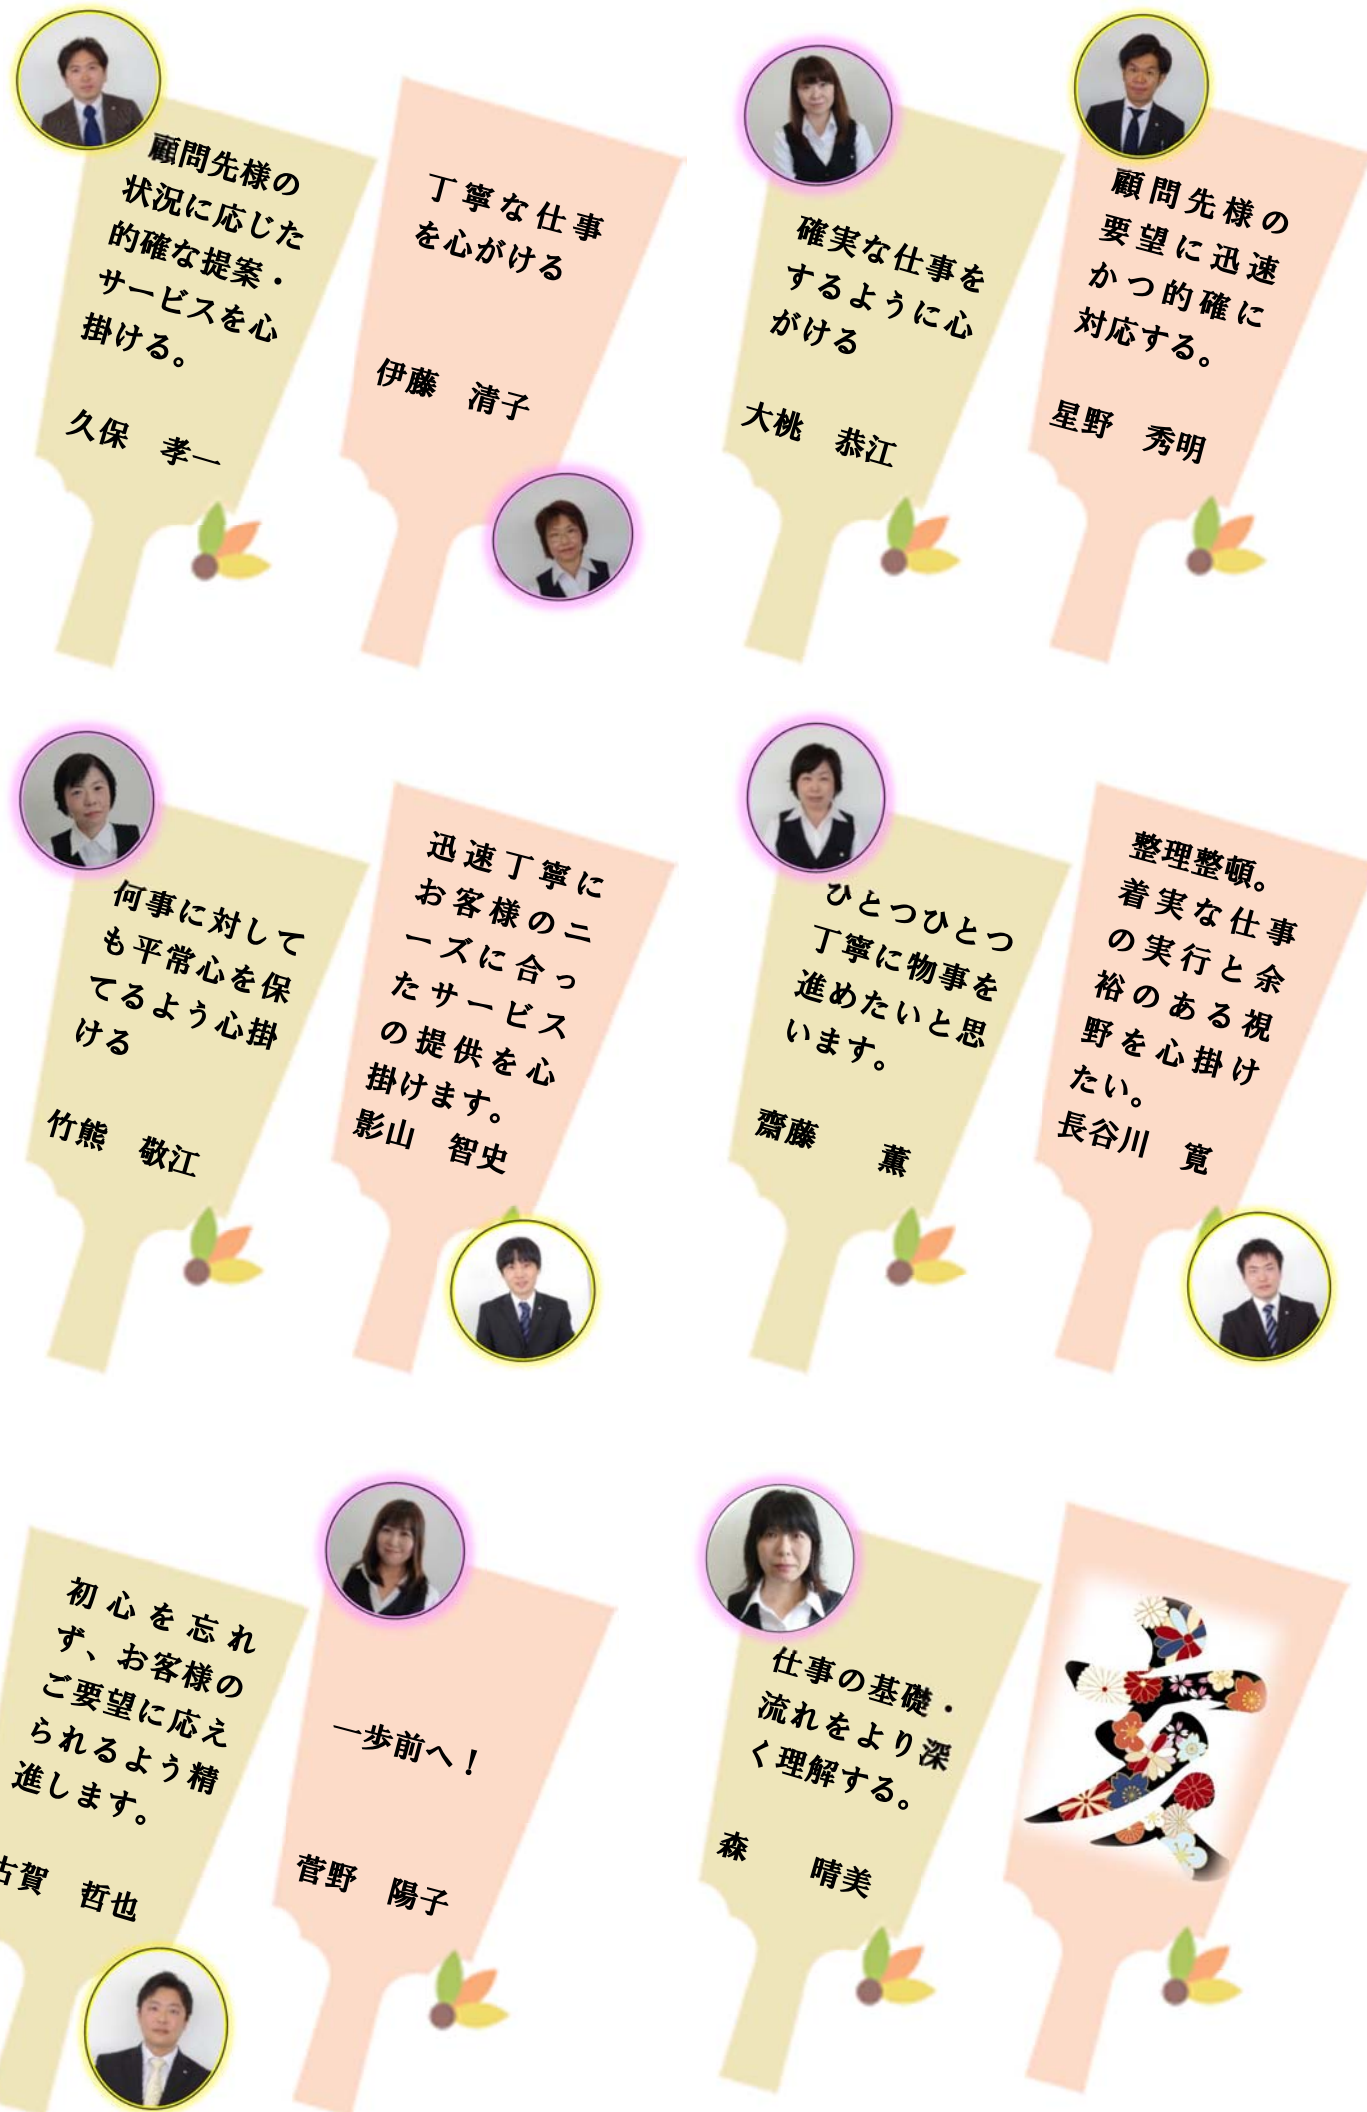 顧問先様の
状況に応じた
的確な提案・
サービスを心
掛ける。
久保　孝一
丁寧な仕事
を心がける
伊藤　清子
確実な仕事を
するように心
がける
大桃　恭江
顧問先様の
要望に迅速
かつ的確に
対応する。
星野　秀明
何事に対して
も平常心を保
てるよう心掛
ける
竹熊　敬江
迅速丁寧に
お客様のニ
ーズに合っ
たサービス
の提供を心
掛けます。
影山　智史
ひとつひとつ
丁寧に物事を
進めたいと思
います。
齋藤　薫
整理整頓。
着実な仕事
の実行と余
裕のある視
野を心掛け
たい。
長谷川　寛
初心を忘れ
ず、お客様の
ご要望に応え
られるよう精
進します。
古賀　哲也
一歩前へ！
菅野　陽子
仕事の基礎・
流れをより深
く理解する。
森　晴美
亥